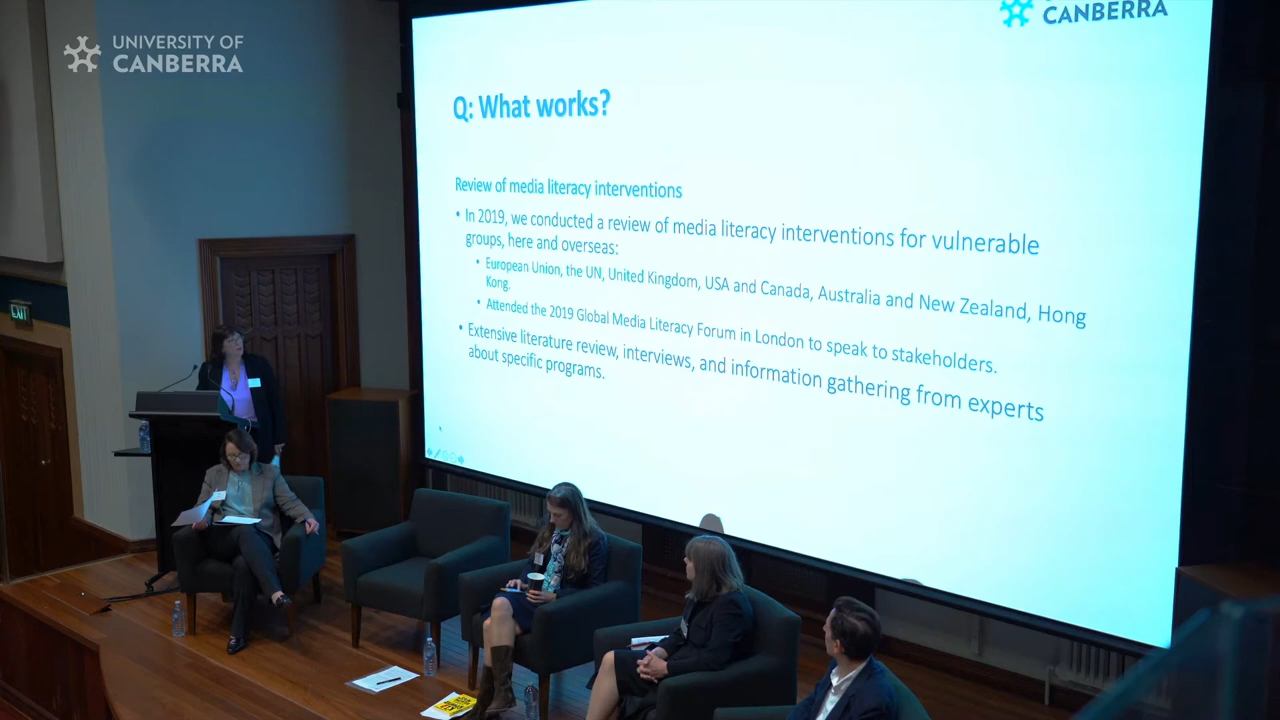 UNIVERSITY OF
CANBERRA
CANBERRA
Q: What works?
Review of media literacy interventions
• In 2019, we conducted a review of media literacy interventions for vulnerable
groups, here and overseas:
• European Union, the UN, United Kingdom, USA and Canada, Australia and New Zealand, Hong
Kong.
• Attended the 2019 Global Media Literacy Forum in London to speak to stakeholders.
• Extensive literature review, interviews, and information gathering from experts
about specific programs.
EXIT